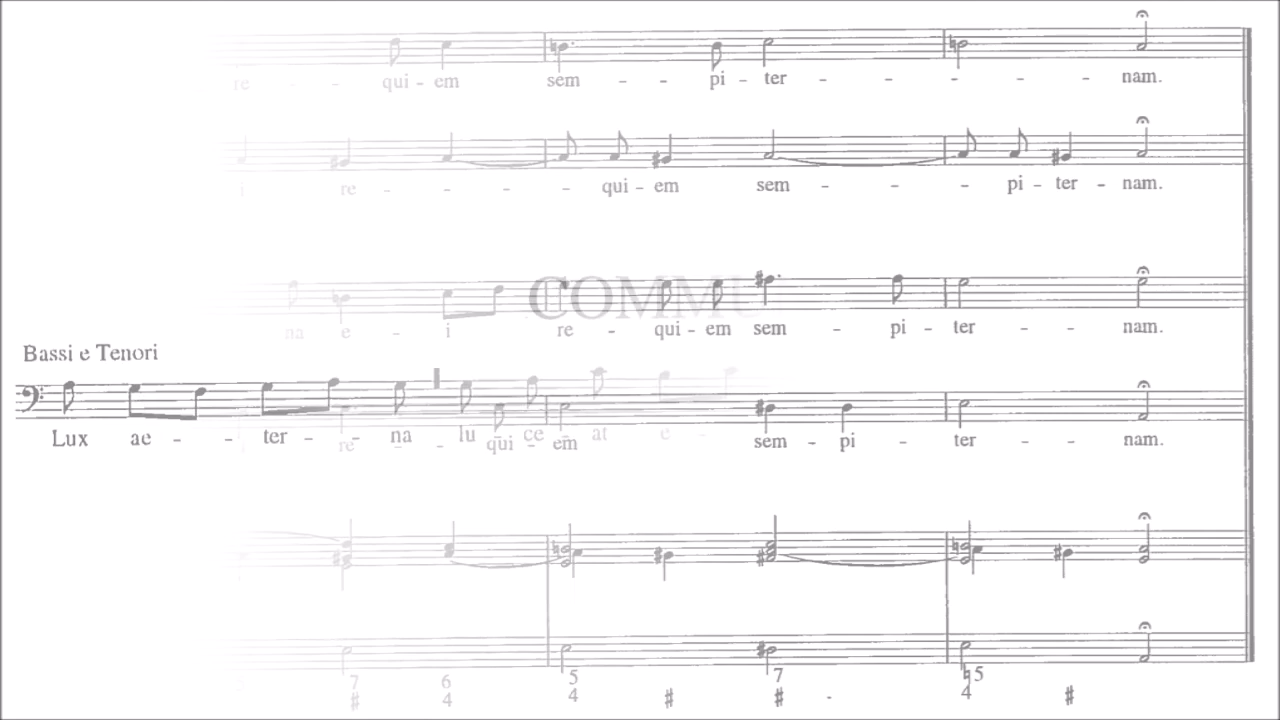 re - - qui - em sem - - pi - ter - - - - nam.
i re - - - - qui - em sem - - - pi - ter - nam.
COMMU
na e - i re - qui - em sem - pi - ter - - nam.
Bassi e Tenori
Lux ae - - ter - - na lu ce at e -
re - - qui - em sem - pi - ter - - nam.
7 6 5 7 ♮5
♯ 4 4 ♯ ♯ - 4 ♯